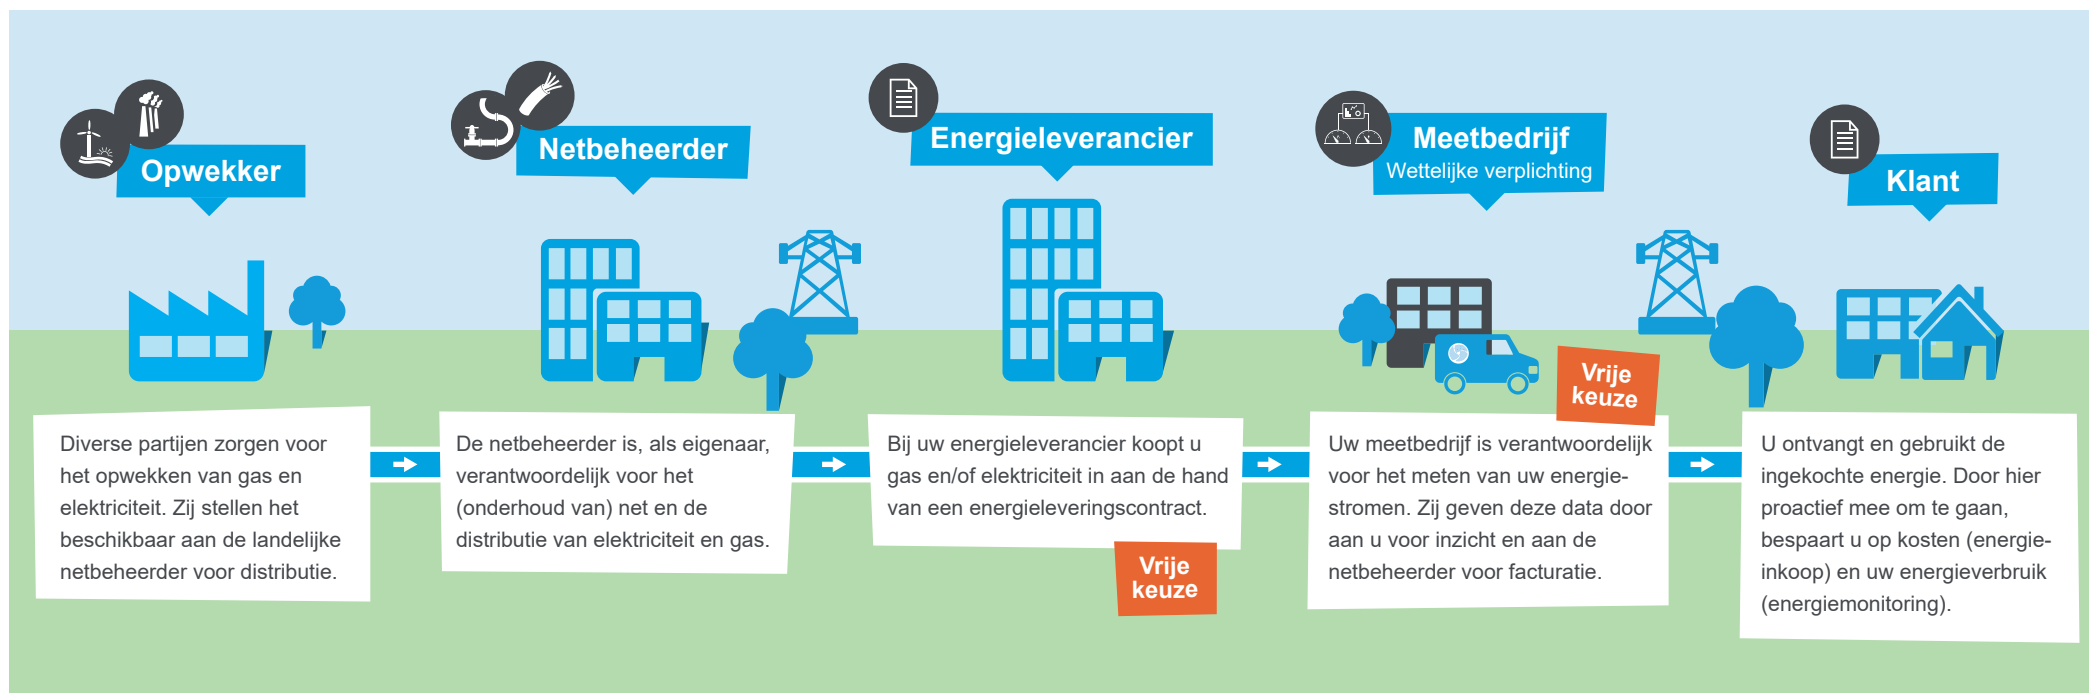 Opwekker
Diverse partijen zorgen voor
het opwekken van gas en
elektriciteit. Zij stellen het
beschikbaar aan de landelijke
netbeheerder voor distributie.
Netbeheerder
De netbeheerder is, als eigenaar,
verantwoordelijk voor het
(onderhoud van) net en de
distributie van elektriciteit en gas.
Energieleverancier
Bij uw energieleverancier koopt u
gas en/of elektriciteit in aan de hand
van een energieleveringscontract.
Vrije
keuze
Meetbedrijf
Wettelijke verplichting
Vrije
keuze
Uw meetbedrijf is verantwoordelijk
voor het meten van uw energie-
stromen. Zij geven deze data door
aan u voor inzicht en aan de
netbeheerder voor facturatie.
Klant
U ontvangt en gebruikt de
ingekochte energie. Door hier
proactief mee om te gaan,
bespaart u op kosten (energie-
inkoop) en uw energieverbruik
(energiemonitoring).